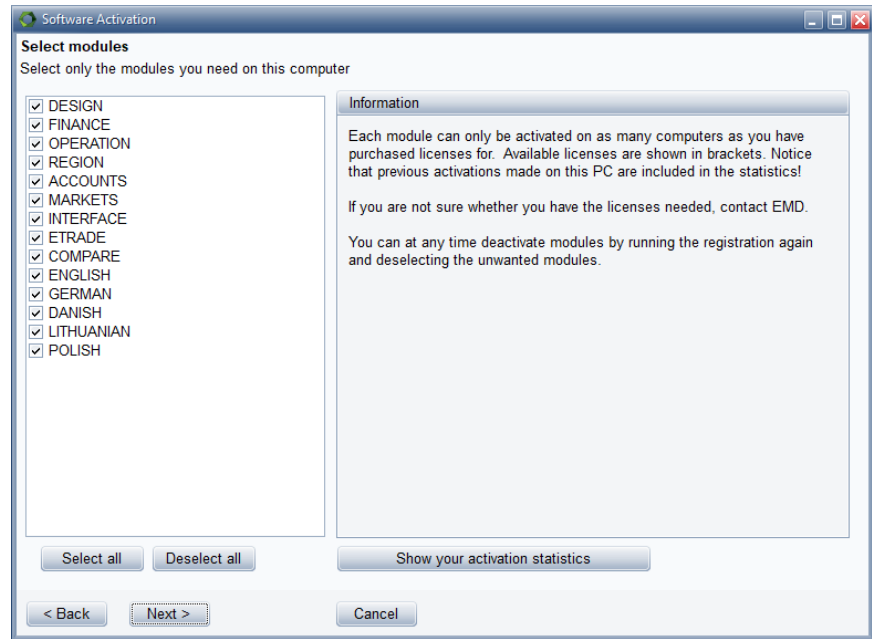 Software Activation
Select modules
Select only the modules you need on this computer
DESIGN
FINANCE
OPERATION
REGION
ACCOUNTS
MARKETS
INTERFACE
ETRADE
COMPARE
ENGLISH
GERMAN
DANISH
LITHUANIAN
POLISH
Information
Each module can only be activated on as many computers as you have
purchased licenses for.  Available licenses are shown in brackets. Notice
that previous activations made on this PC are included in the statistics!
If you are not sure whether you have the licenses needed, contact EMD.
You can at any time deactivate modules by running the registration again
and deselecting the unwanted modules.
Select all
Deselect all
Show your activation statistics
< Back
Next >
Cancel